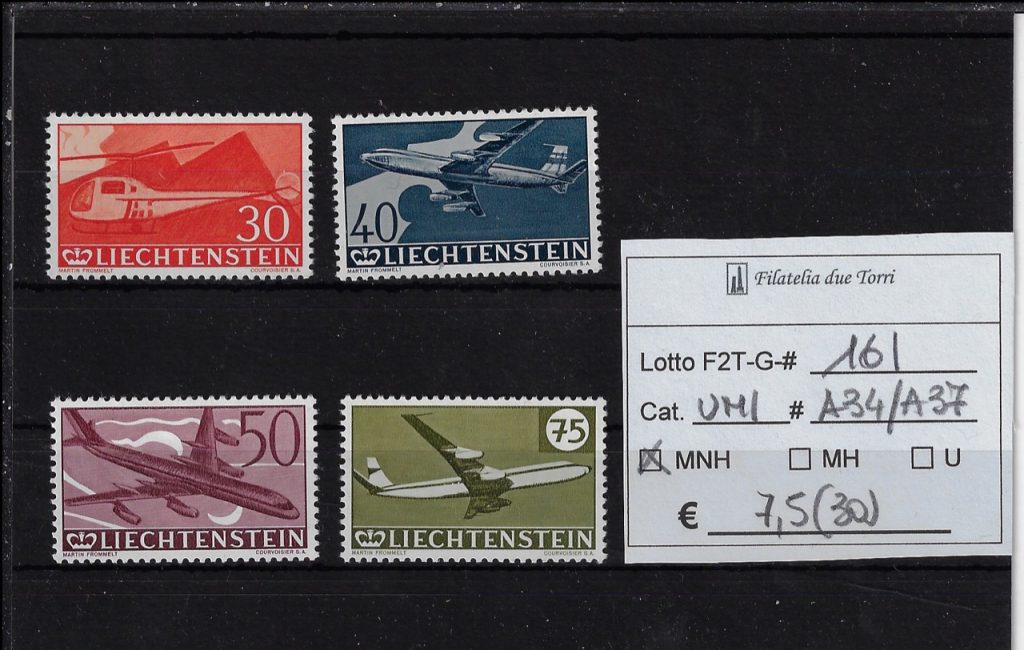 30
LIECHTENSTEIN
MARTIN FROMMELT COURVOISIER S.A.
40
LIECHTENSTEIN
MARTIN FROMMELT COURVOISIER S.A.
50
LIECHTENSTEIN
MARTIN FROMMELT COURVOISIER S.A.
75
LIECHTENSTEIN
MARTIN FROMMELT COURVOISIER S.A.
Filatelia due Torri
Lotto F2T-G-# 161
Cat. UNI # A34/A37
MNH MH U
€ 7,5(30)